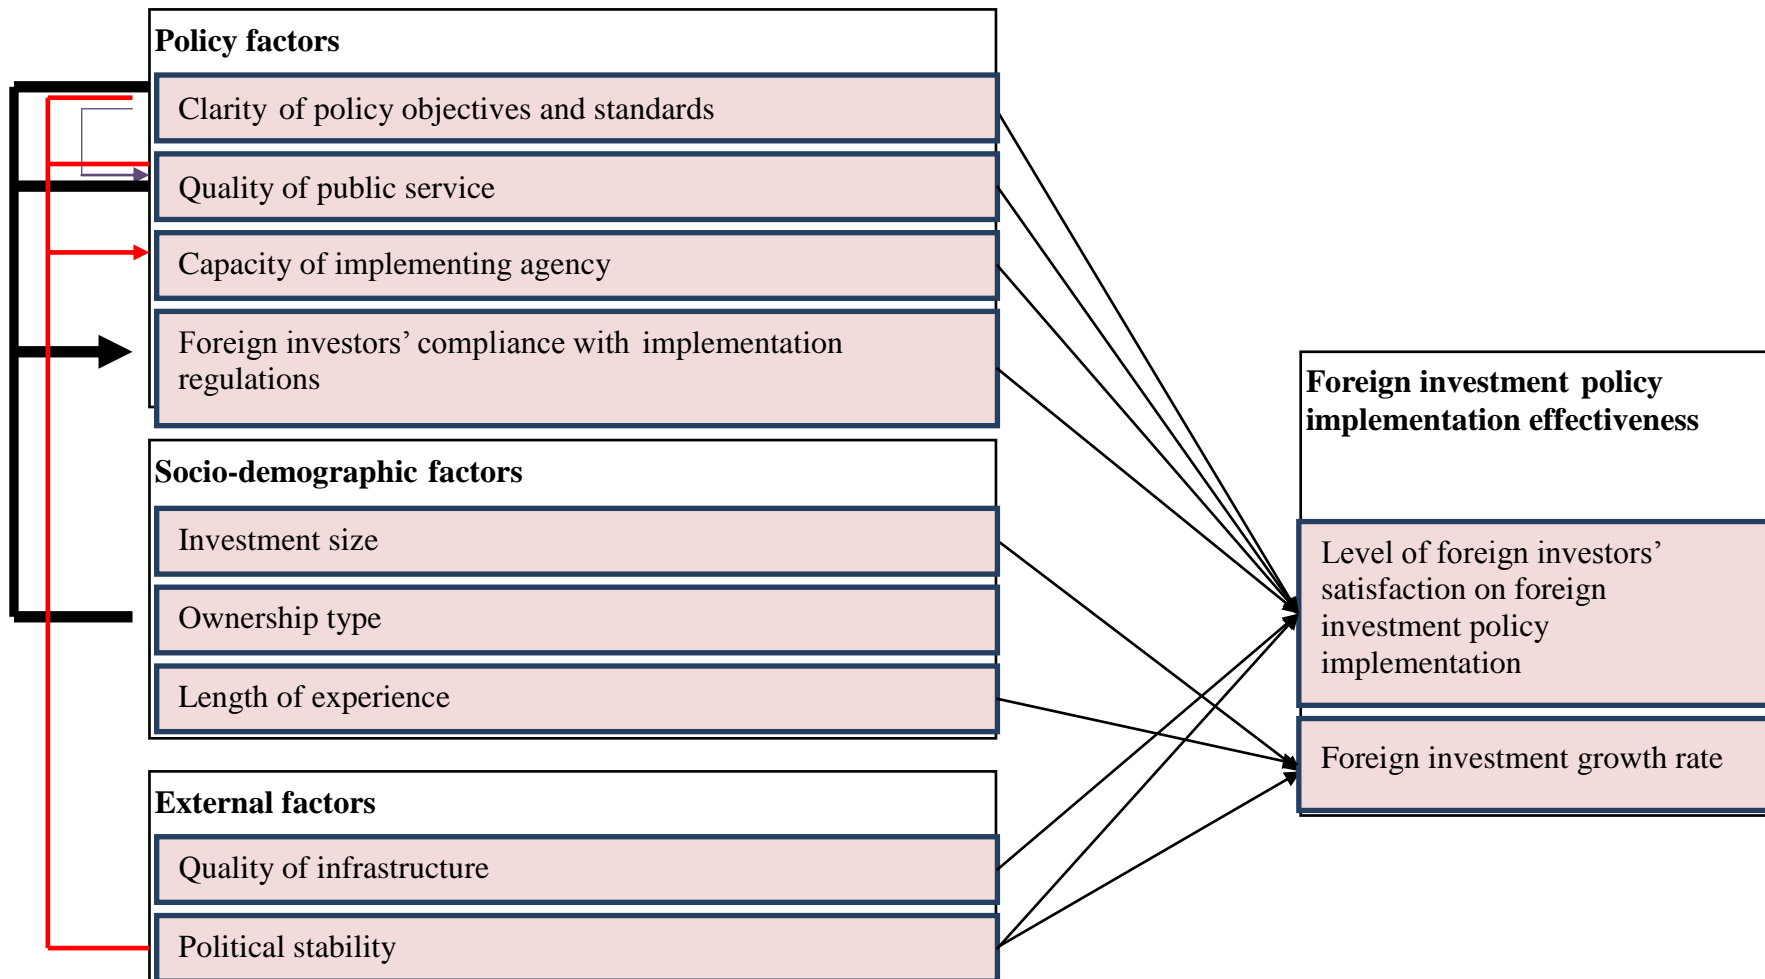 Policy factors
Clarity of policy objectives and standards
Quality of public service
Capacity of implementing agency
Foreign investors’ compliance with implementation
regulations
Socio-demographic factors
Investment size
Ownership type
Length of experience
External factors
Quality of infrastructure
Political stability
Foreign investment policy
implementation effectiveness
Level of foreign investors’
satisfaction on foreign
investment policy
implementation
Foreign investment growth rate